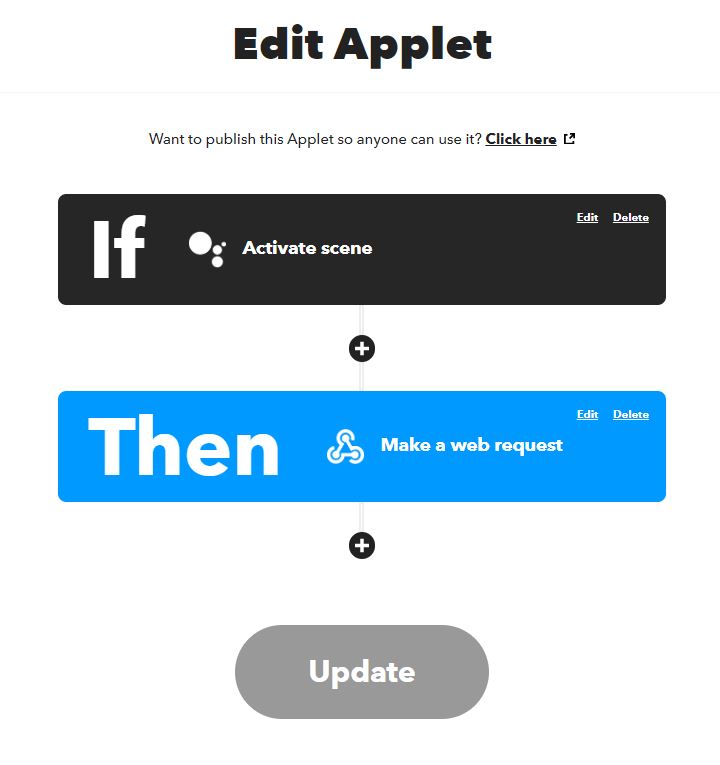 Edit Applet
Want to publish this Applet so anyone can use it? Click here
Edit Delete
If Activate scene
Edit Delete
Then Make a web request
Update